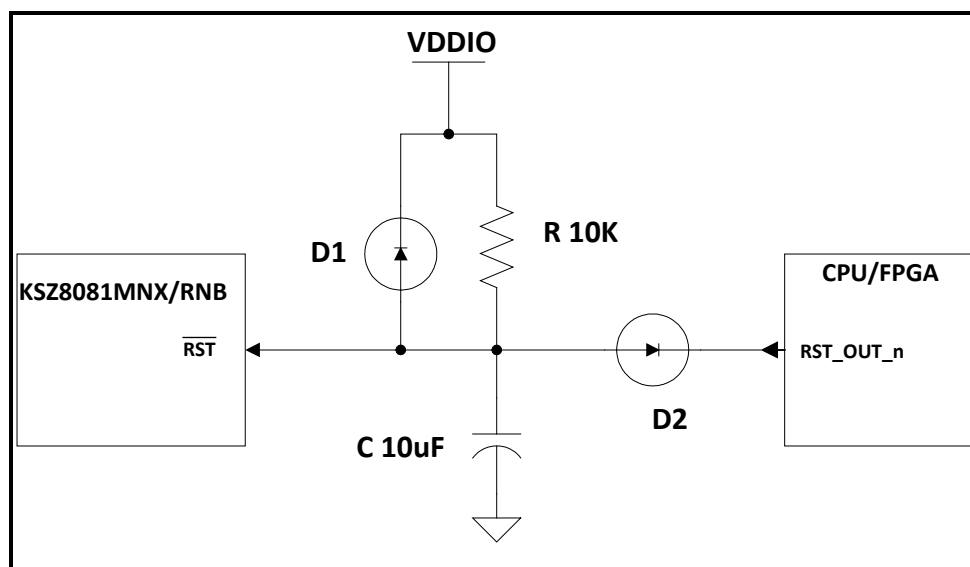 VDDIO
D1
R 10K
KSZ8081MNX/RNB
RST
CPU/FPGA
RST_OUT_n
D2
C 10uF